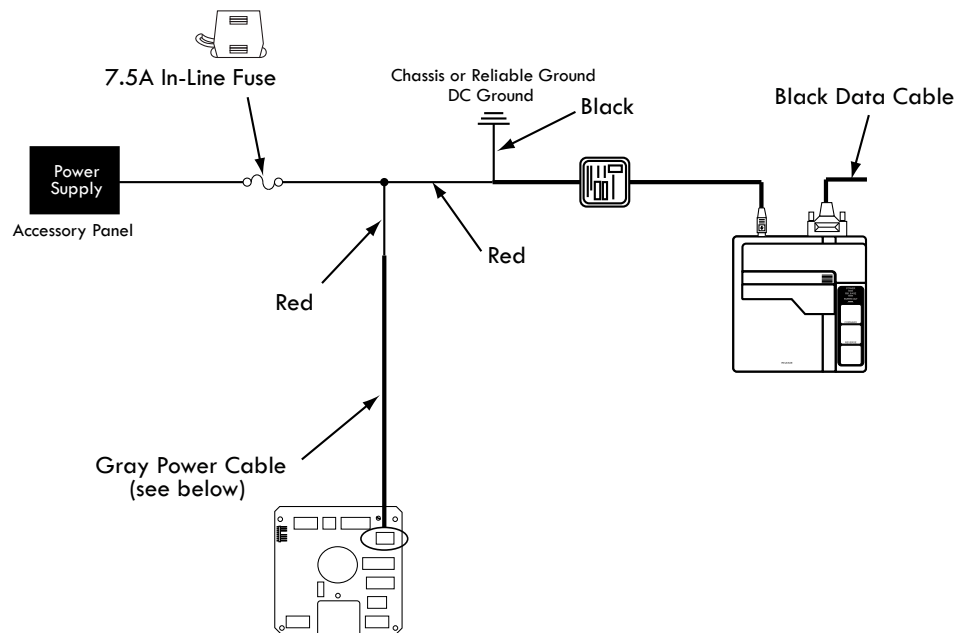 7.5A In-Line Fuse
Chassis or Reliable Ground
DC Ground
Black
Black Data Cable
Power
Supply
Accessory Panel
Red
Red
Gray Power Cable
(see below)